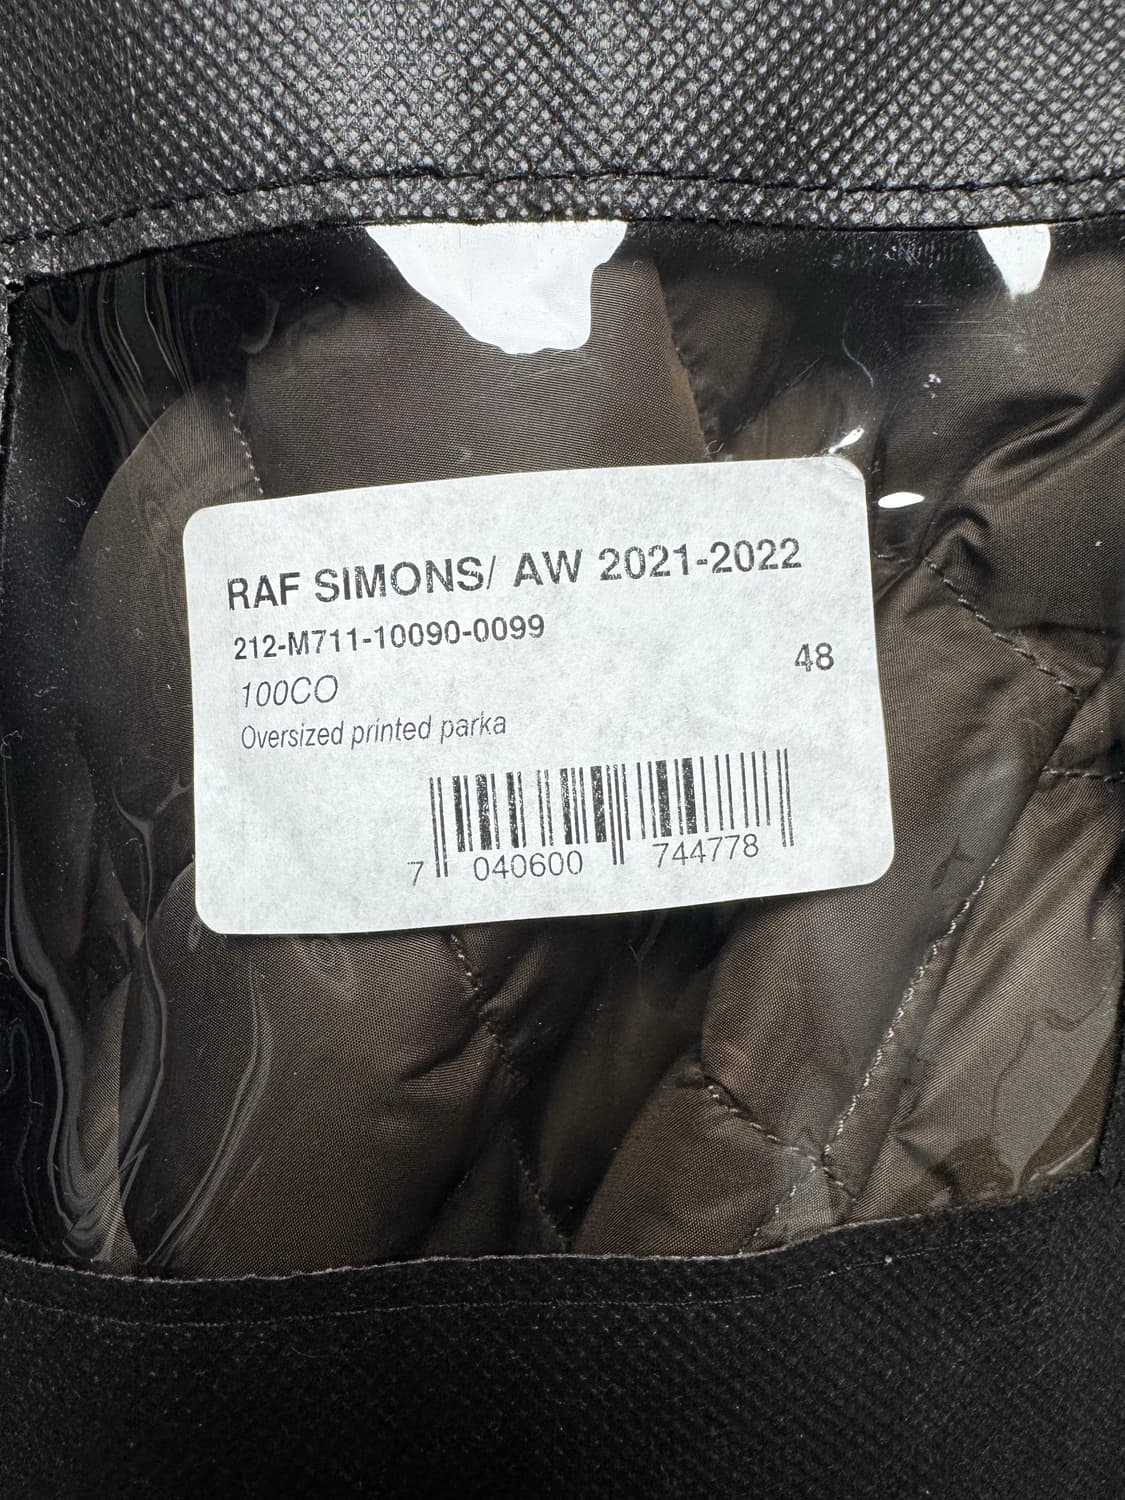 RAF SIMONS/ AW 2021-2022
212-M711-10090-0099
48
100CO
Oversized printed parka
7 040600 744778